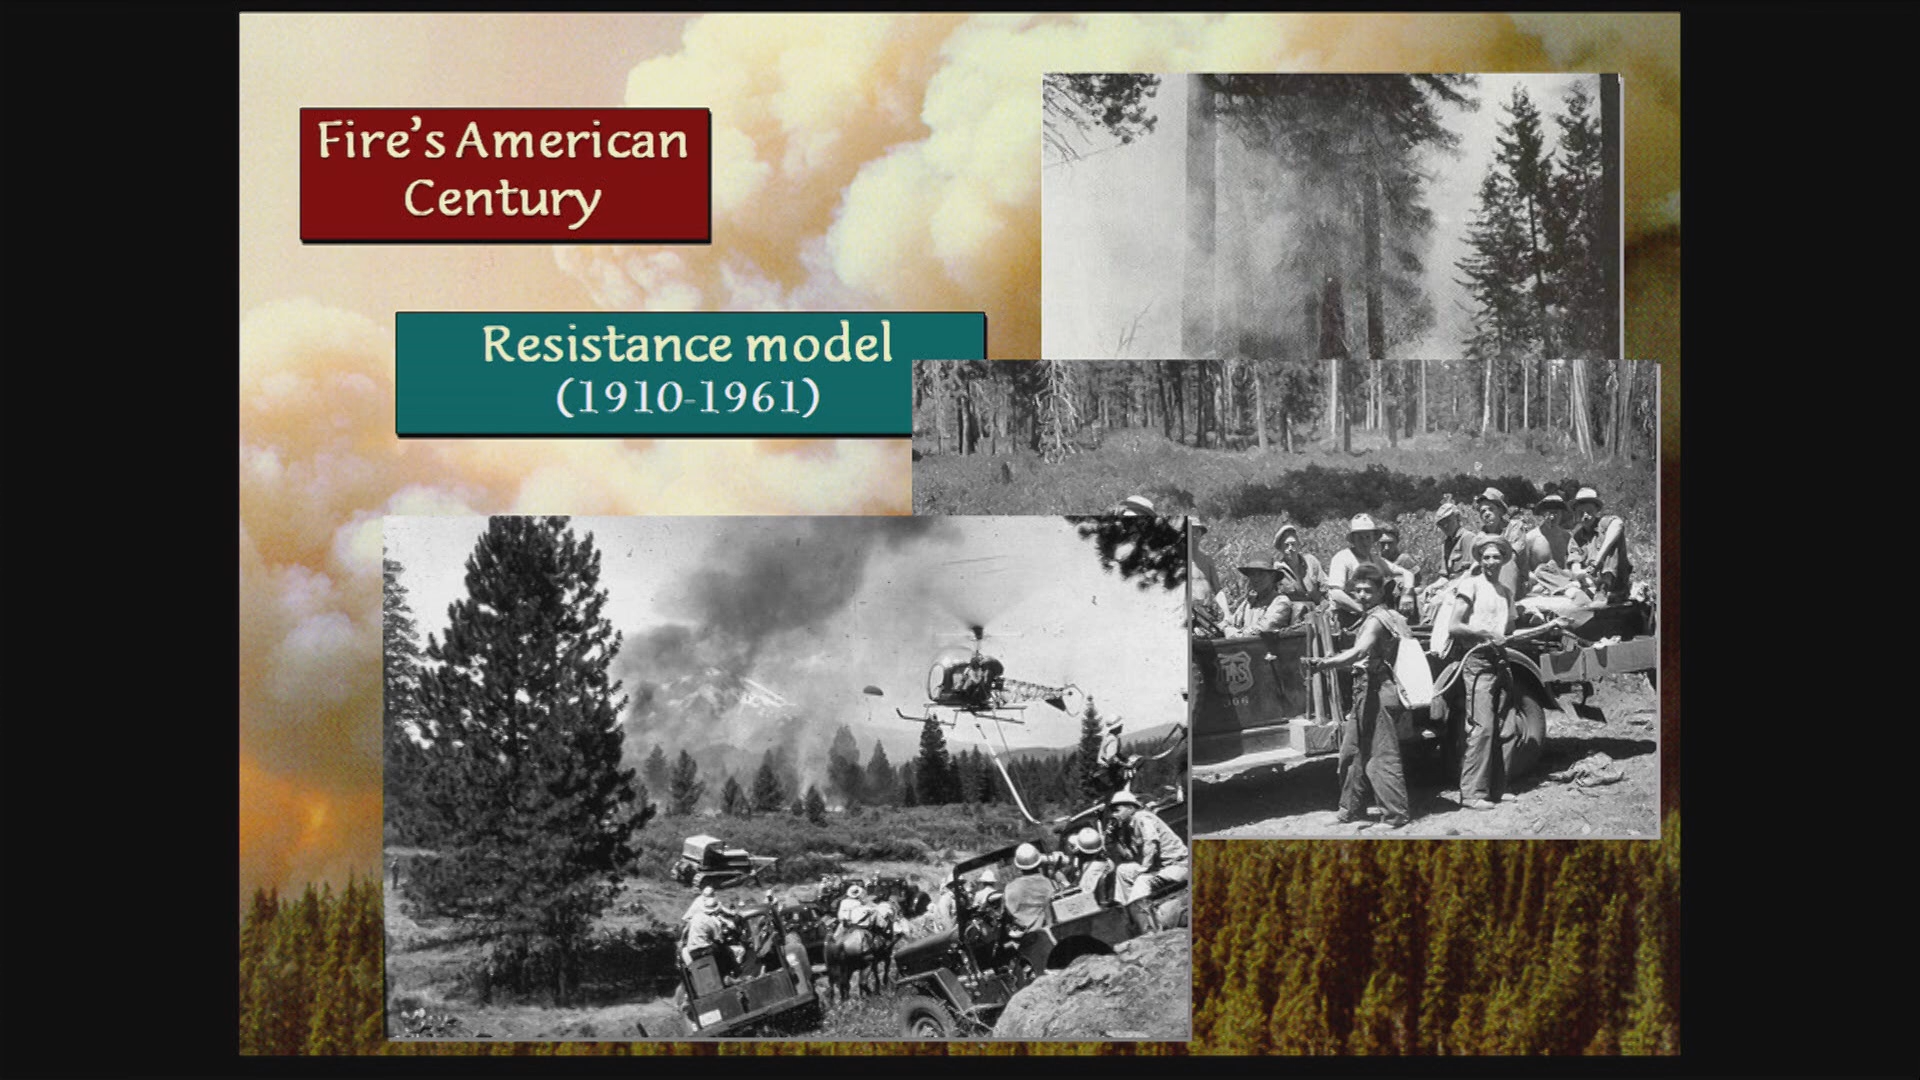 Fire's American
Century
Resistance model
(1910-1961)